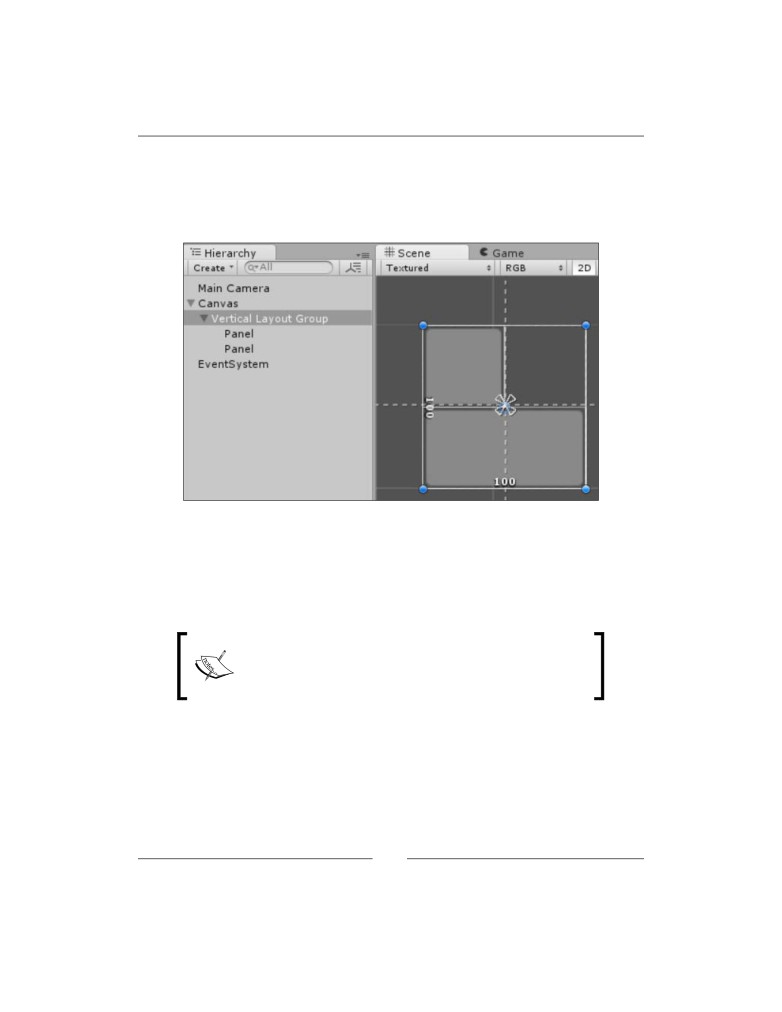 Hierarchy
Create
All
Main Camera
Canvas
Vertical Layout Group
Panel
Panel
EventSystem
Scene
Game
Textured
RGB
2D
100
100